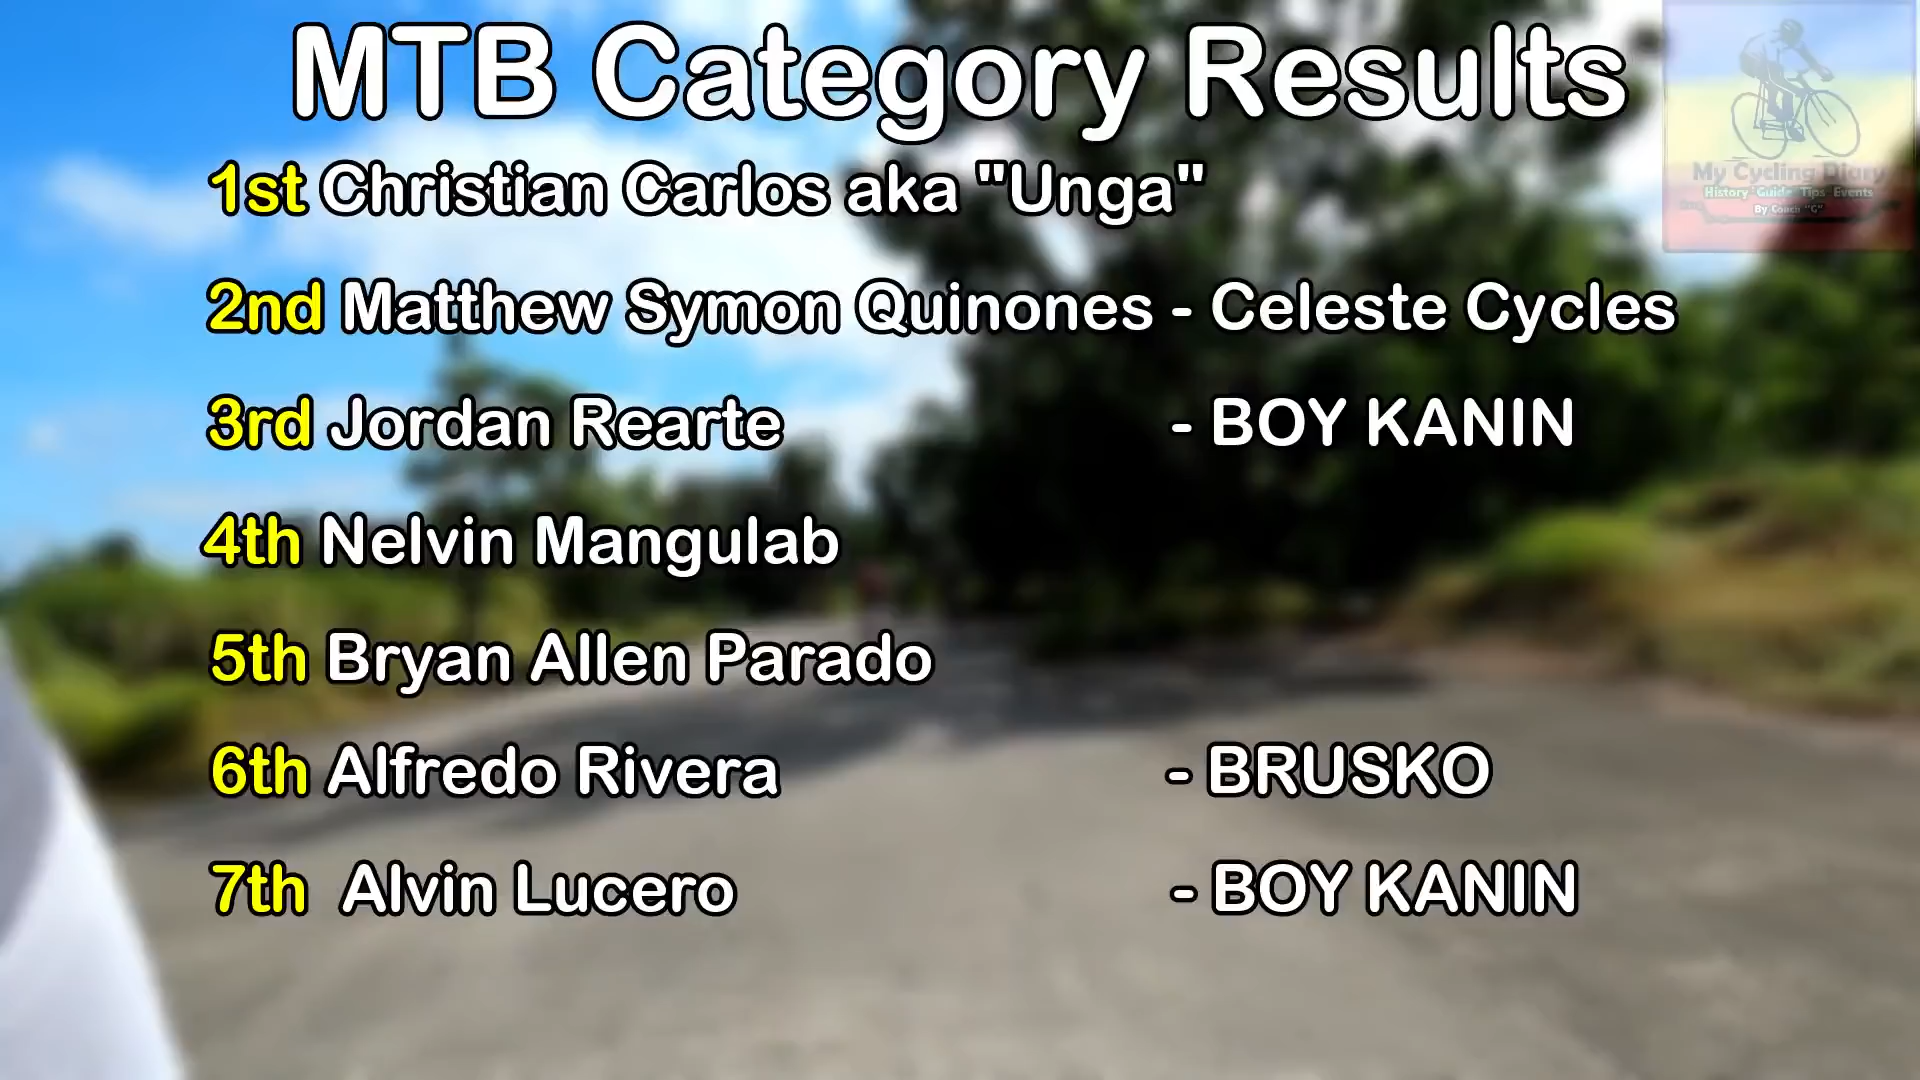 MTB Category Results
1st Christian Carlos aka "Unga"
2nd Matthew Symon Quinones - Celeste Cycles
3rd Jordan Rearte - BOY KANIN
4th Nelvin Mangulab
5th Bryan Allen Parado
6th Alfredo Rivera - BRUSKO
7th Alvin Lucero - BOY KANIN
My Cycling Diary
History Guide Tips Events
By Coach "G"